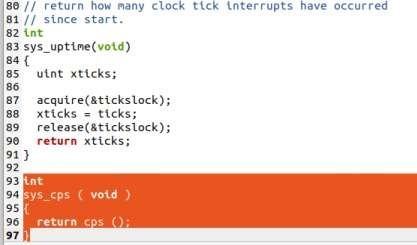 80 // return how many clock tick interrupts have occurred
81 // since start.
82 int
83 sys_uptime(void)
84 {
85   uint xticks;
86
87   acquire(&tickslock);
88   xticks = ticks;
89   release(&tickslock);
90   return xticks;
91 }
92
93 int
94 sys_cps ( void )
95 {
96   return cps ();
97 }